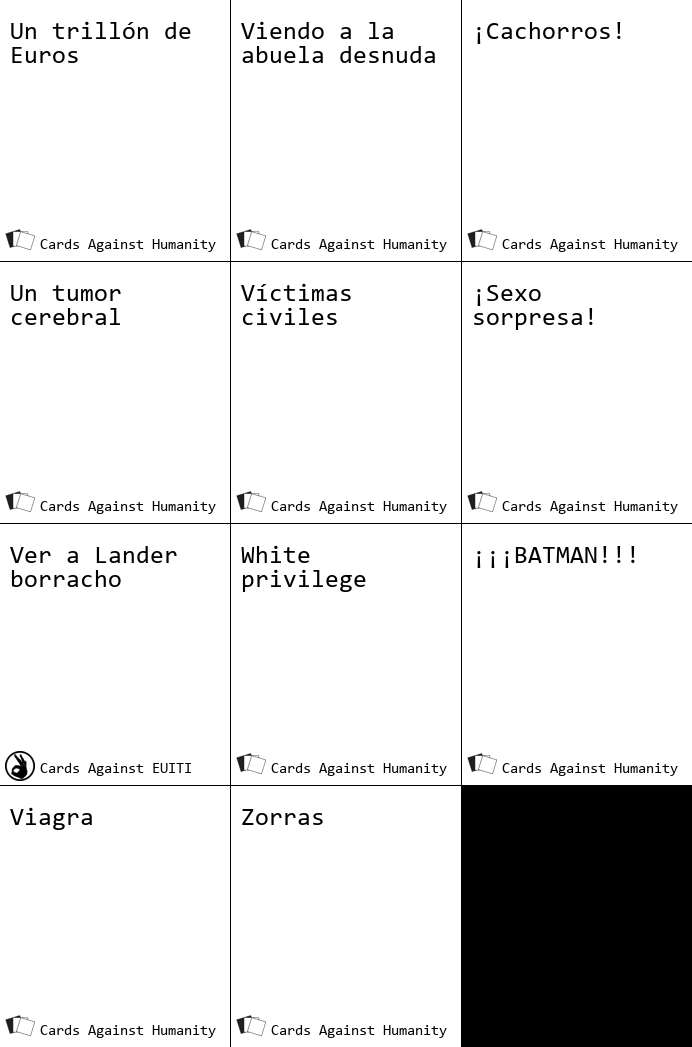 Un trillón de
Euros
Cards Against Humanity
Viendo a la
abuela desnuda
Cards Against Humanity
¡Cachorros!
Cards Against Humanity
Un tumor
cerebral
Cards Against Humanity
Víctimas
civiles
Cards Against Humanity
¡Sexo
sorpresa!
Cards Against Humanity
Ver a Lander
borracho
Cards Against EUITI
White
privilege
Cards Against Humanity
¡¡¡BATMAN!!!
Cards Against Humanity
Viagra
Cards Against Humanity
Zorras
Cards Against Humanity